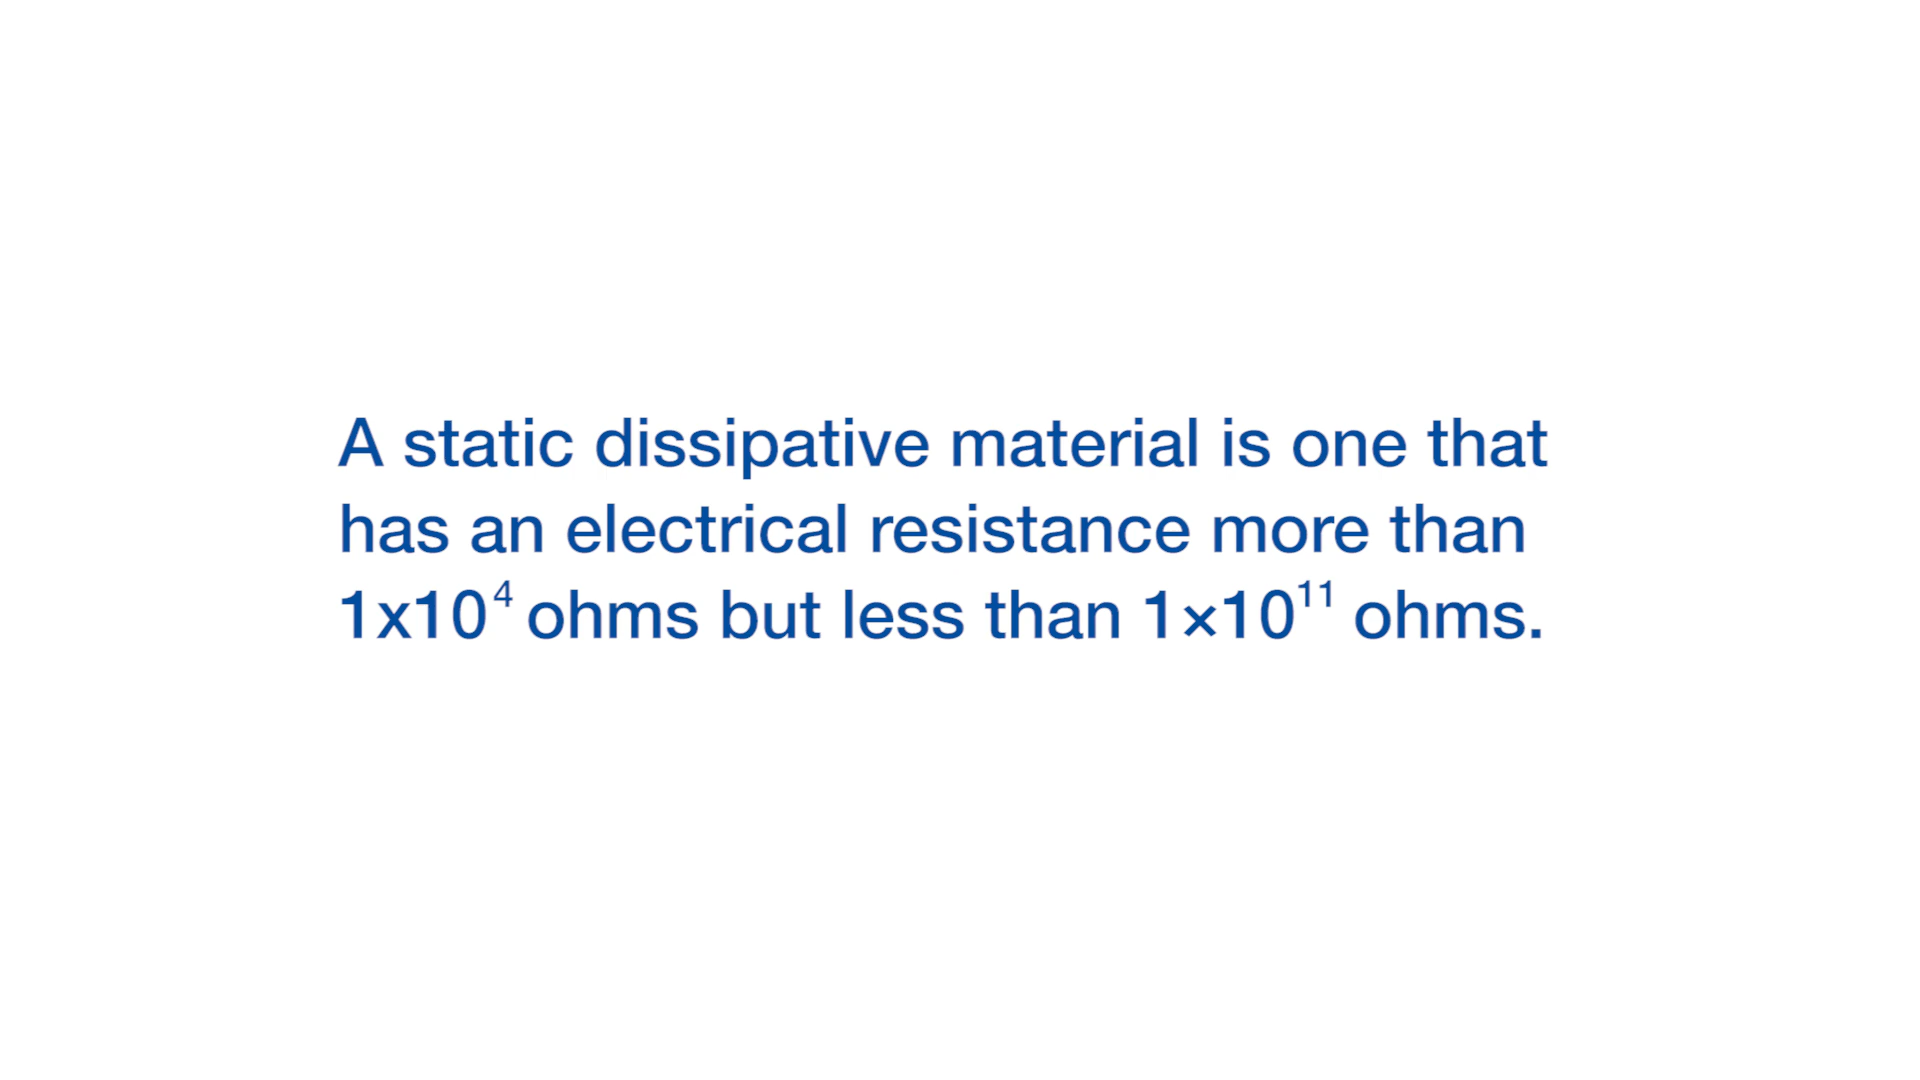 A static dissipative material is one that
has an electrical resistance more than
1x10⁴ ohms but less than 1×10¹¹ ohms.